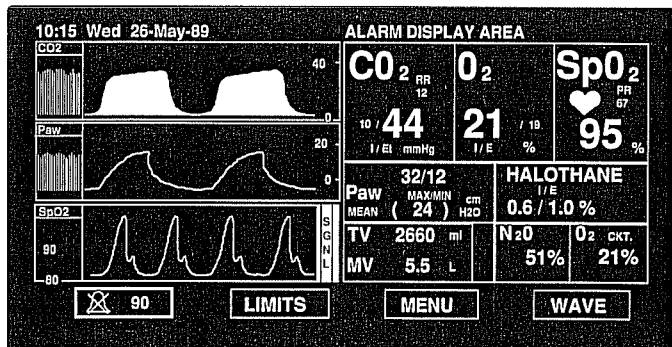 10:15 Wed 26-May-89
CO2
40
0
Paw
20
0
SpO2
90
80
SGNL
90
LIMITS
MENU
WAVE
ALARM DISPLAY AREA
CO2 RR 12
10 / 44
I / Et mmHg
O2
21 / 19
I / E %
SpO2
PR 67
95 %
Paw 32/12
MAX/MIN cm
MEAN ( 24 ) H2O
HALOTHANE
I / E
0.6 / 1.0 %
TV 2660 ml
MV 5.5 L
N2O
51%
O2 CKT.
21%